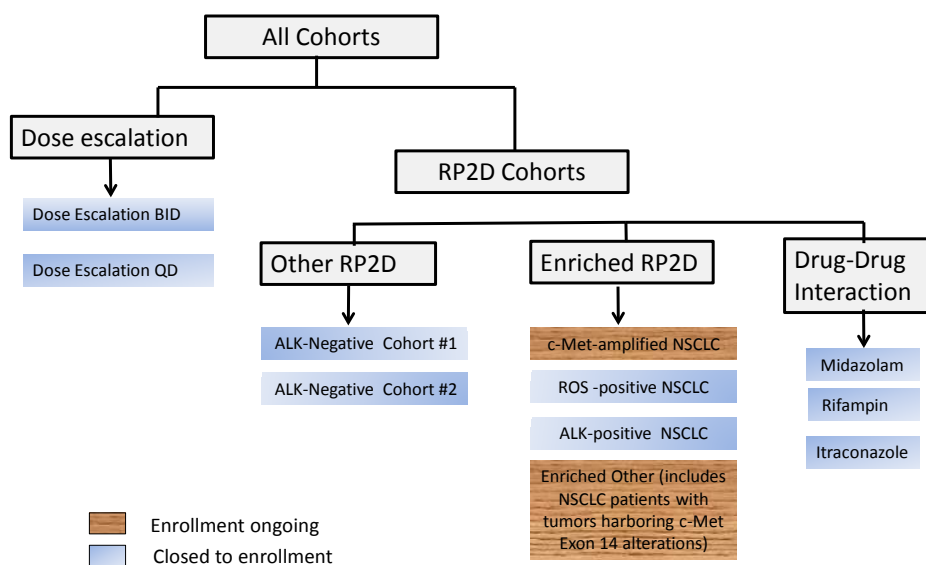 All Cohorts
Dose escalation
RP2D Cohorts
Dose Escalation BID
Dose Escalation QD
Other RP2D
Enriched RP2D
Drug-Drug
Interaction
ALK-Negative Cohort #1
ALK-Negative Cohort #2
c-Met-amplified NSCLC
ROS -positive NSCLC
ALK-positive NSCLC
Enriched Other (includes
NSCLC patients with
tumors harboring c-Met
Exon 14 alterations)
Midazolam
Rifampin
Itraconazole
Enrollment ongoing
Closed to enrollment